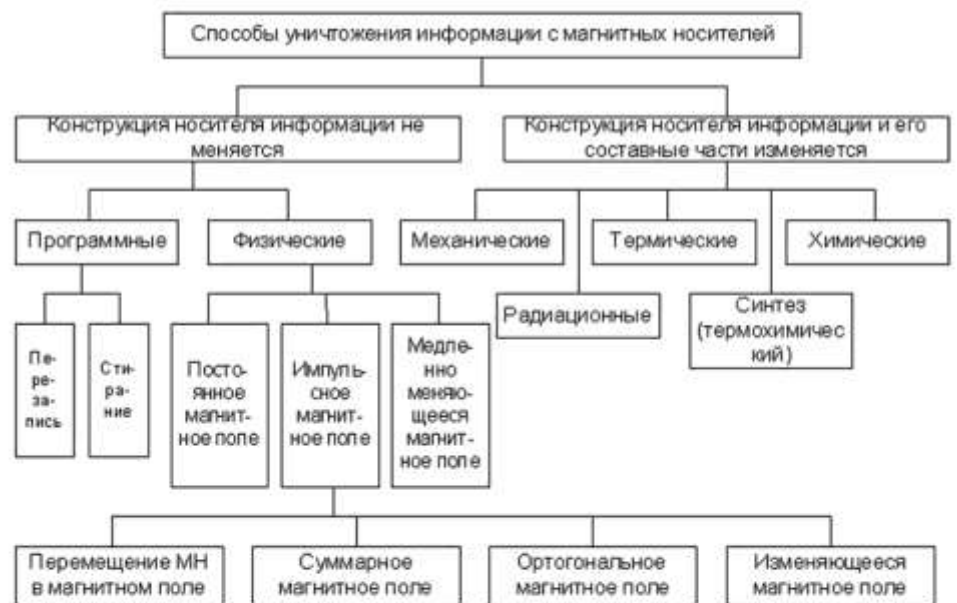 Способы уничтожения информации с магнитных носителей
Конструкция носителя информации не
меняется
Конструкция носителя информации и его
составные части изменяется
Программные
Физические
Механические
Термические
Химические
Радиационные
Синтез
(термохимичес
кий)
Пе-
ре-
за-
пись
Сти-
ра-
ние
Посто-
янное
магнит-
ное поле
Импуль-
сное
магнит-
ное поле
Медле-
нно
меняю-
щееся
магнит-
ное поле
Перемещение МН
в магнитном поле
Суммарное
магнитное поле
Ортогональное
магнитное поле
Изменяющееся
магнитное поле